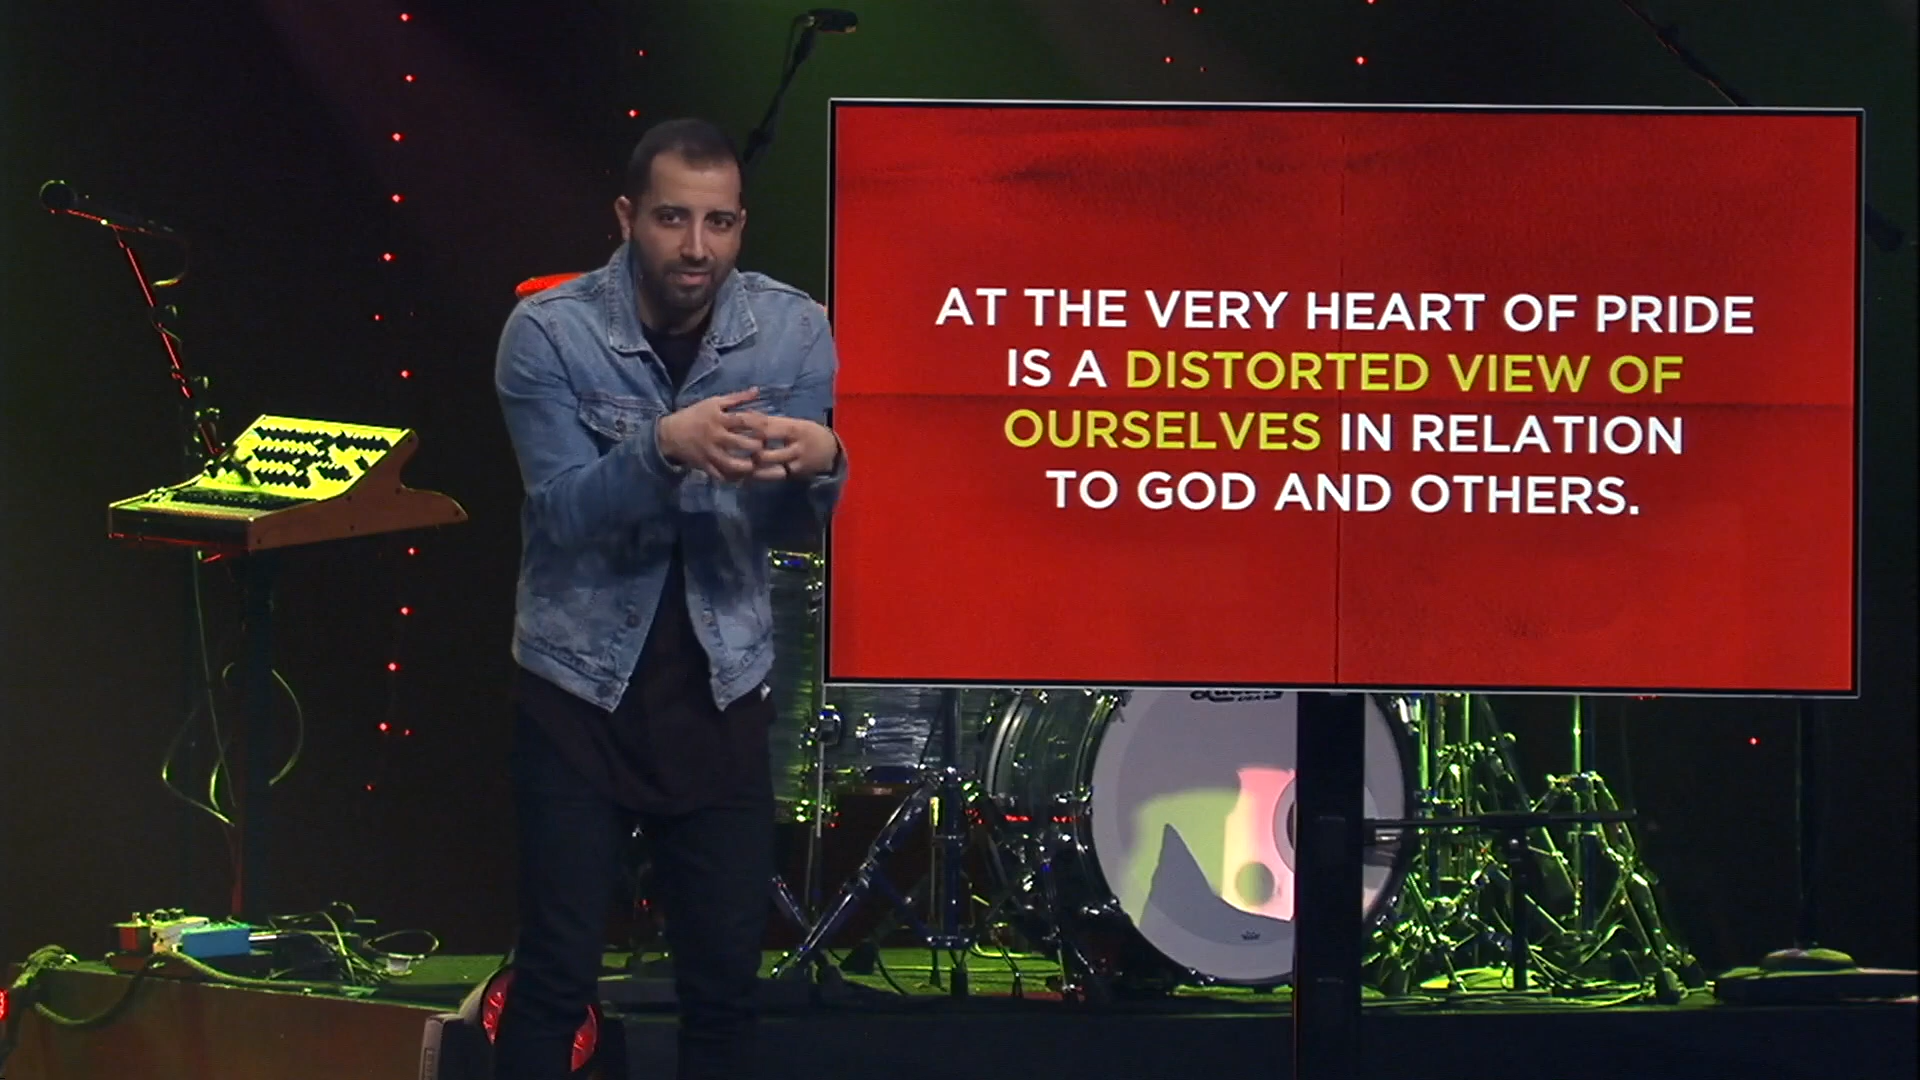 AT THE VERY HEART OF PRIDE
IS A DISTORTED VIEW OF
OURSELVES IN RELATION
TO GOD AND OTHERS.